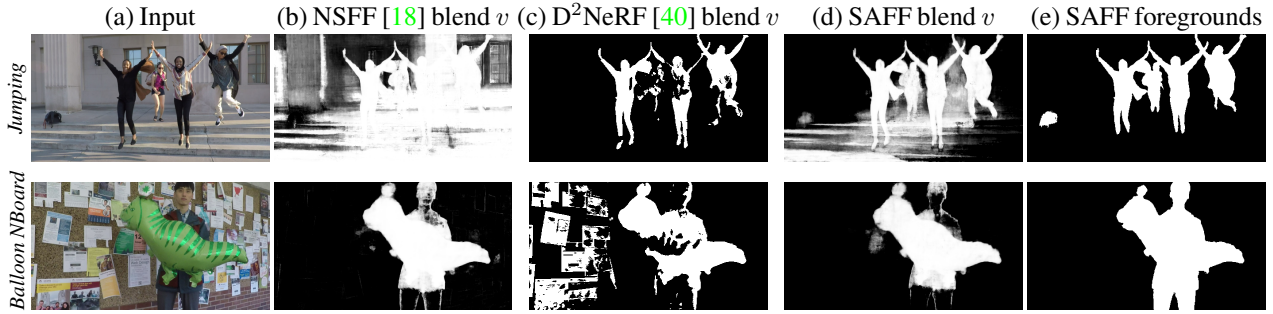 (a) Input (b) NSFF [18] blend v (c) D²NeRF [40] blend v (d) SAFF blend v (e) SAFF foregrounds
Jumping
Balloon NBoard